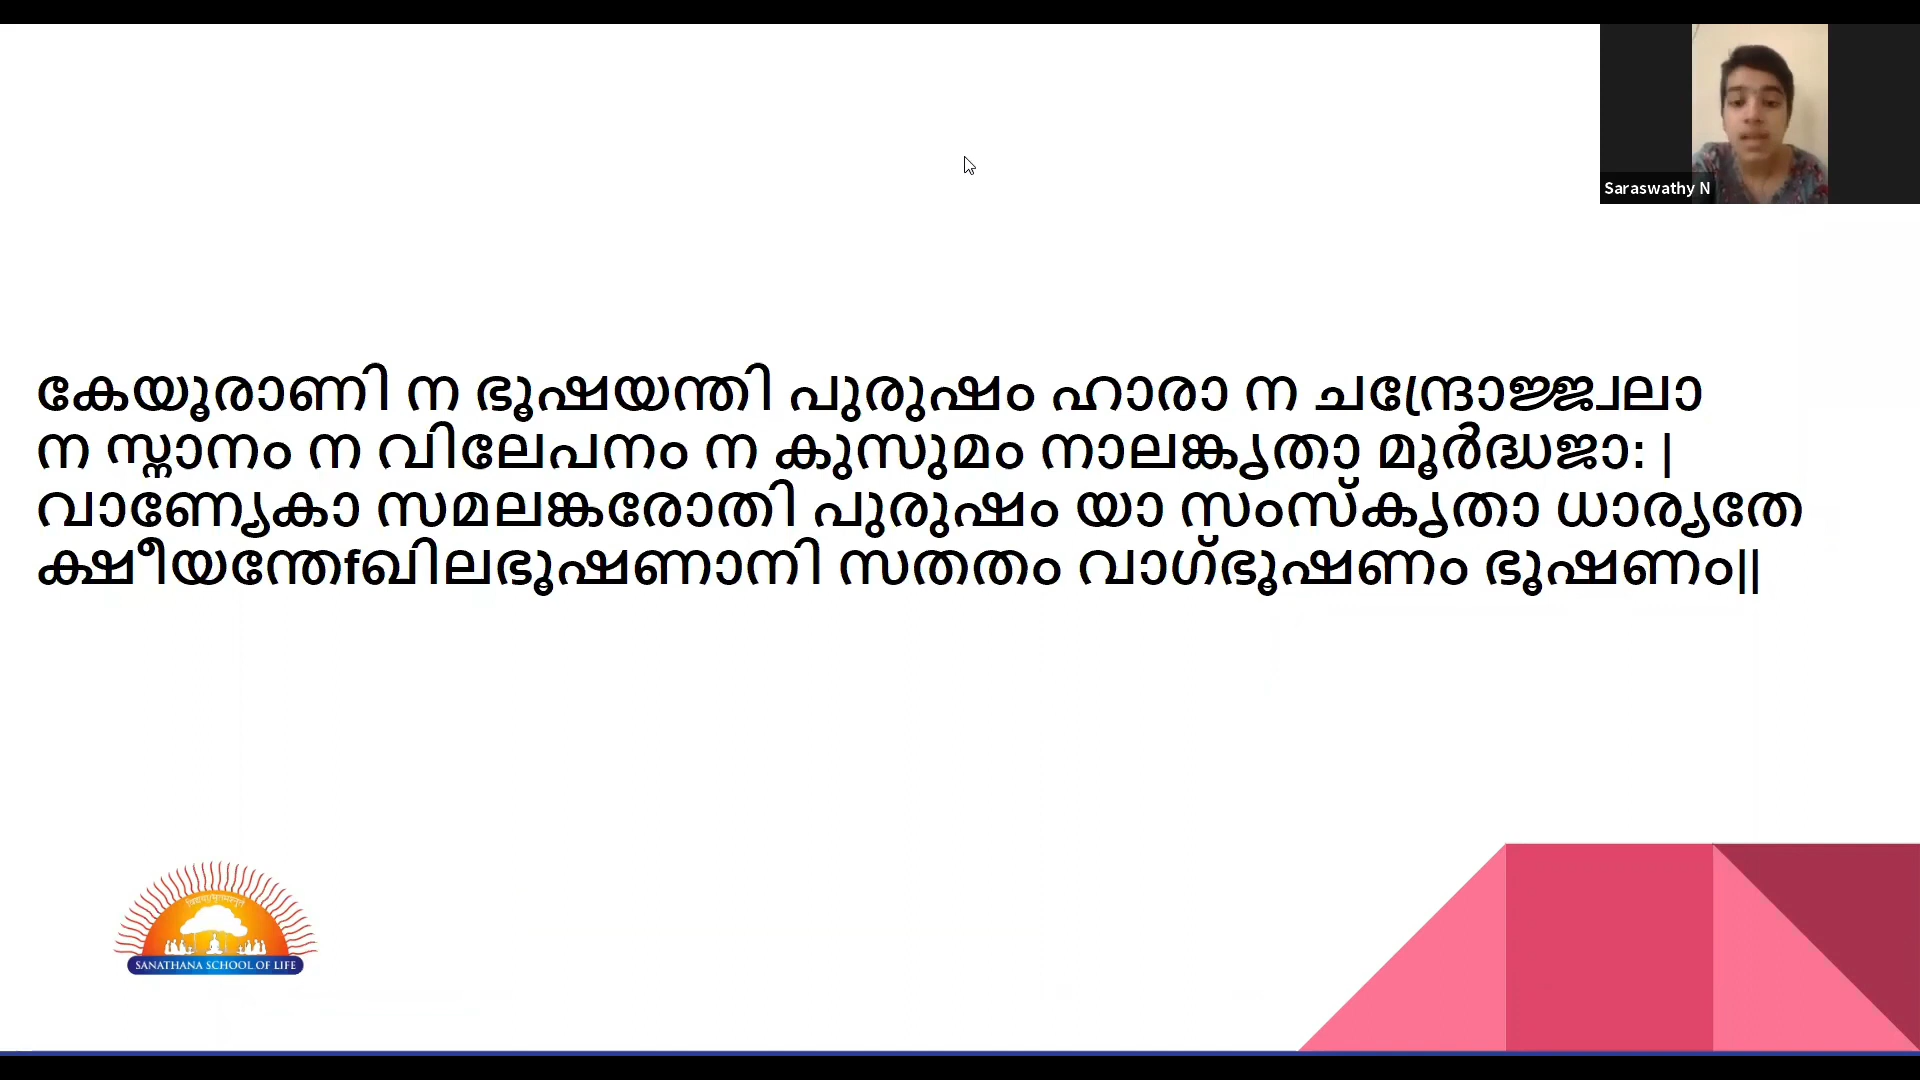 Saraswathy N
കേയൂരാണി ന ഭൂഷയന്തി പുരുഷം ഹാരാ ന ചന്ദ്രോജ്ജ്വലാ
ന സ്നാനം ന വിലേപനം ന കുസുമം നാലങ്കൃതാ മൂർദ്ധജാ: |
വാണ്യേകാ സമലങ്കരോതി പുരുഷം യാ സംസ്കൃതാ ധാര്യതേ
ക്ഷീയന്തേfഖിലഭൂഷണാനി സതതം വാഗ്ഭൂഷണം ഭൂഷണം||
SANATHANA SCHOOL OF LIFE